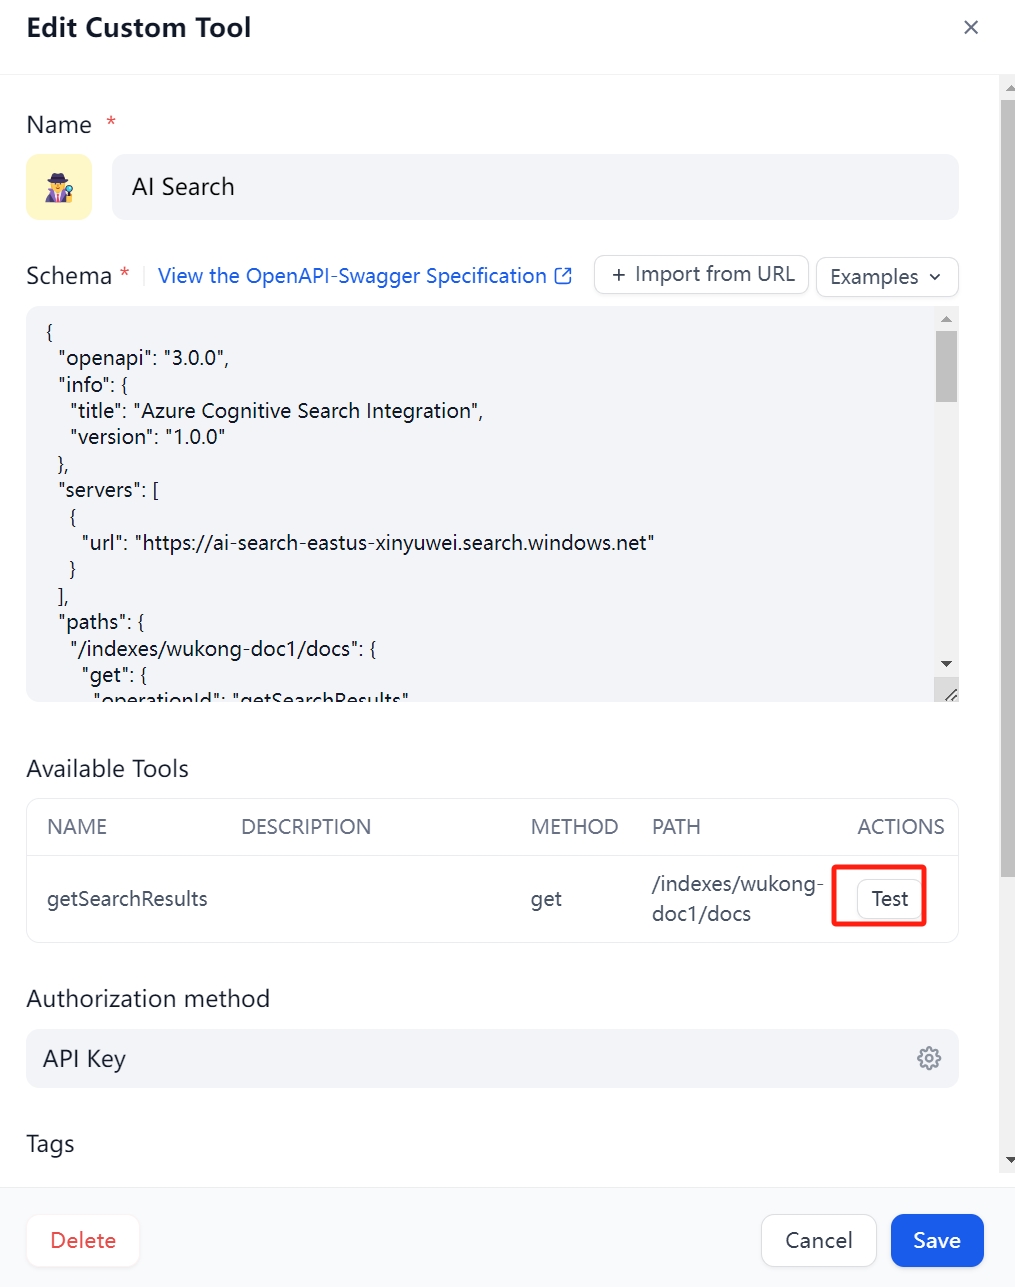 Edit Custom Tool
Name *
AI Search
Schema * View the OpenAPI-Swagger Specification + Import from URL Examples
{
"openapi": "3.0.0",
"info": {
"title": "Azure Cognitive Search Integration",
"version": "1.0.0"
},
"servers": [
{
"url": "https://ai-search-eastus-xinyuwei.search.windows.net"
}
],
"paths": {
"/indexes/wukong-doc1/docs": {
"get": {
"operationId": "getSearchResults"
Available Tools
NAME DESCRIPTION METHOD PATH ACTIONS
getSearchResults get /indexes/wukong-doc1/docs Test
Authorization method
API Key
Tags
Delete Cancel Save